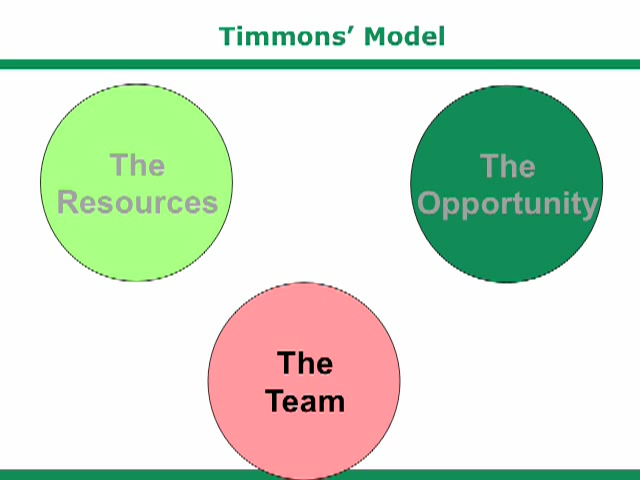 Timmons’ Model
The
Resources
The
Opportunity
The
Team